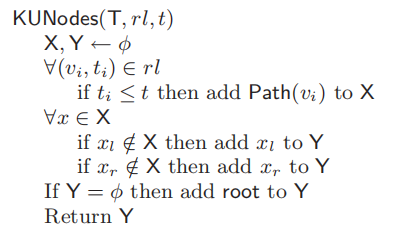 KUNodes(T, rl, t)
X, Y ← ϕ
∀(vᵢ, tᵢ) ∈ rl
if tᵢ ≤ t then add Path(vᵢ) to X
∀x ∈ X
if xₗ ∉ X then add xₗ to Y
if xᵣ ∉ X then add xᵣ to Y
If Y = ϕ then add root to Y
Return Y